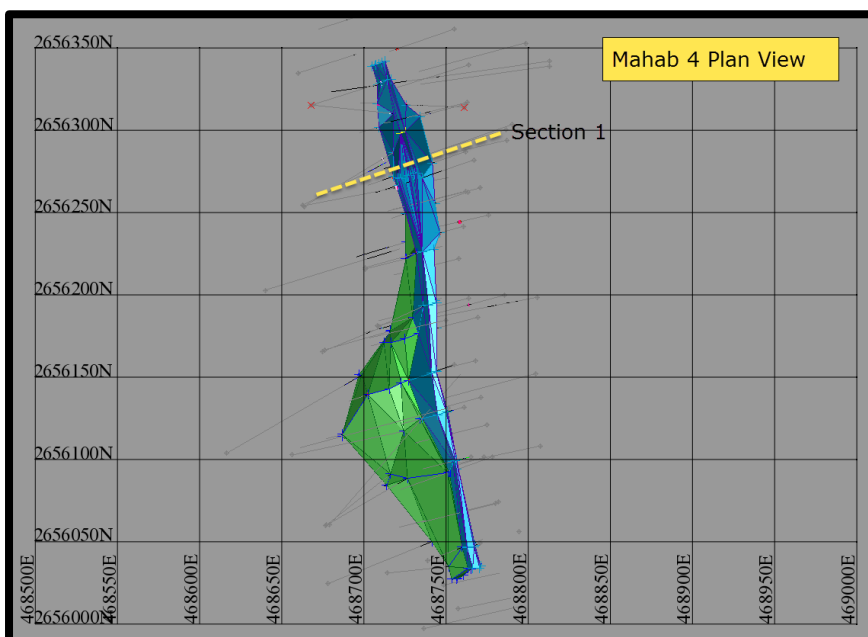 2656350N
Mahab 4 Plan View
2656300N
Section 1
2656250N
2656200N
2656150N
2656100N
2656050N
2656000N
468500E
468550E
468600E
468650E
468700E
468750E
468800E
468850E
468900E
468950E
469000E